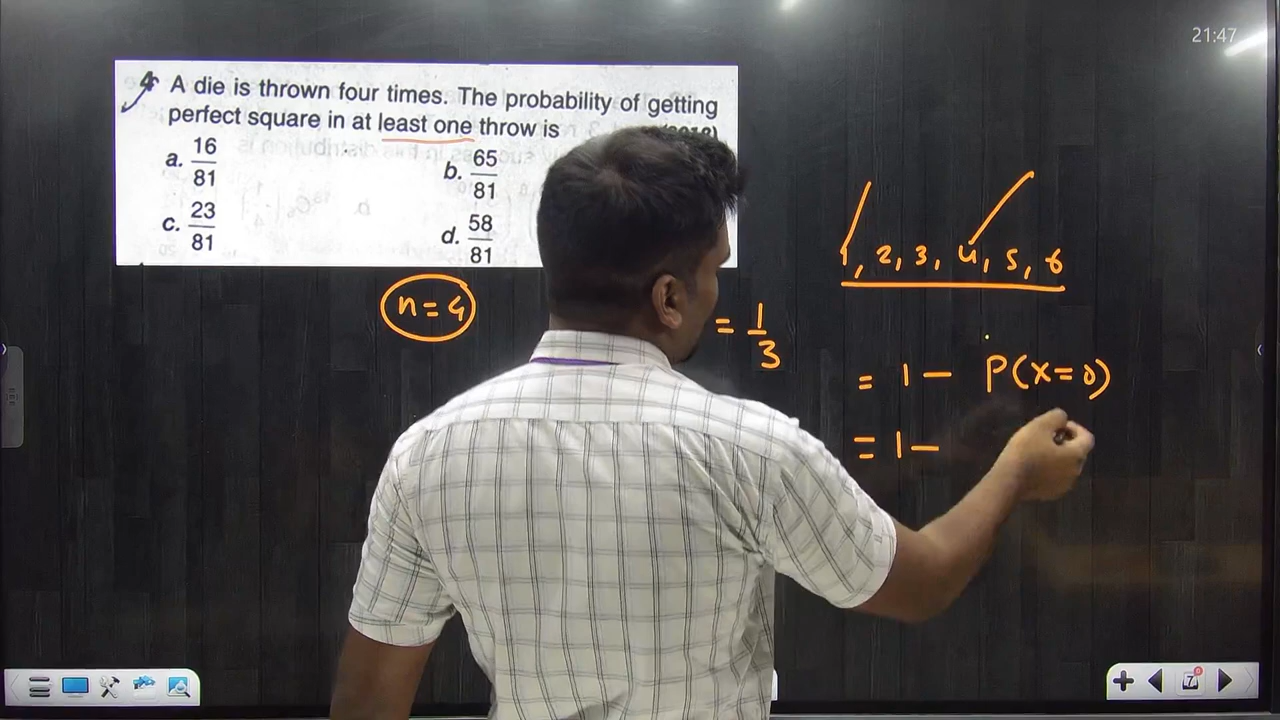 21:47
4 A die is thrown four times. The probability of getting
perfect square in at least one throw is
a. 16/81
b. 65/81
c. 23/81
d. 58/81
1, 2, 3, 4, 5, 6
n = 4
= 1/3
= 1 - P(X=0)
= 1 -
7